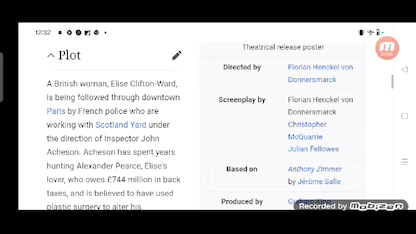 12:32
Plot
A British woman, Elise Clifton-Ward,
is being followed through downtown
Paris by French police who are
working with Scotland Yard under
the direction of Inspector John
Acheson. Acheson has spent years
hunting Alexander Pearce, Elise's
lover, who owes £744 million in back
taxes, and is believed to have used
plastic surgery to alter his
Theatrical release poster
Directed by
Florian Henckel von
Donnersmarck
Screenplay by
Florian Henckel von
Donnersmarck
Christopher
McQuarrie
Julian Fellowes
Based on
Anthony Zimmer
by Jérôme Salle
Produced by
Graham King
Recorded by Mobizen